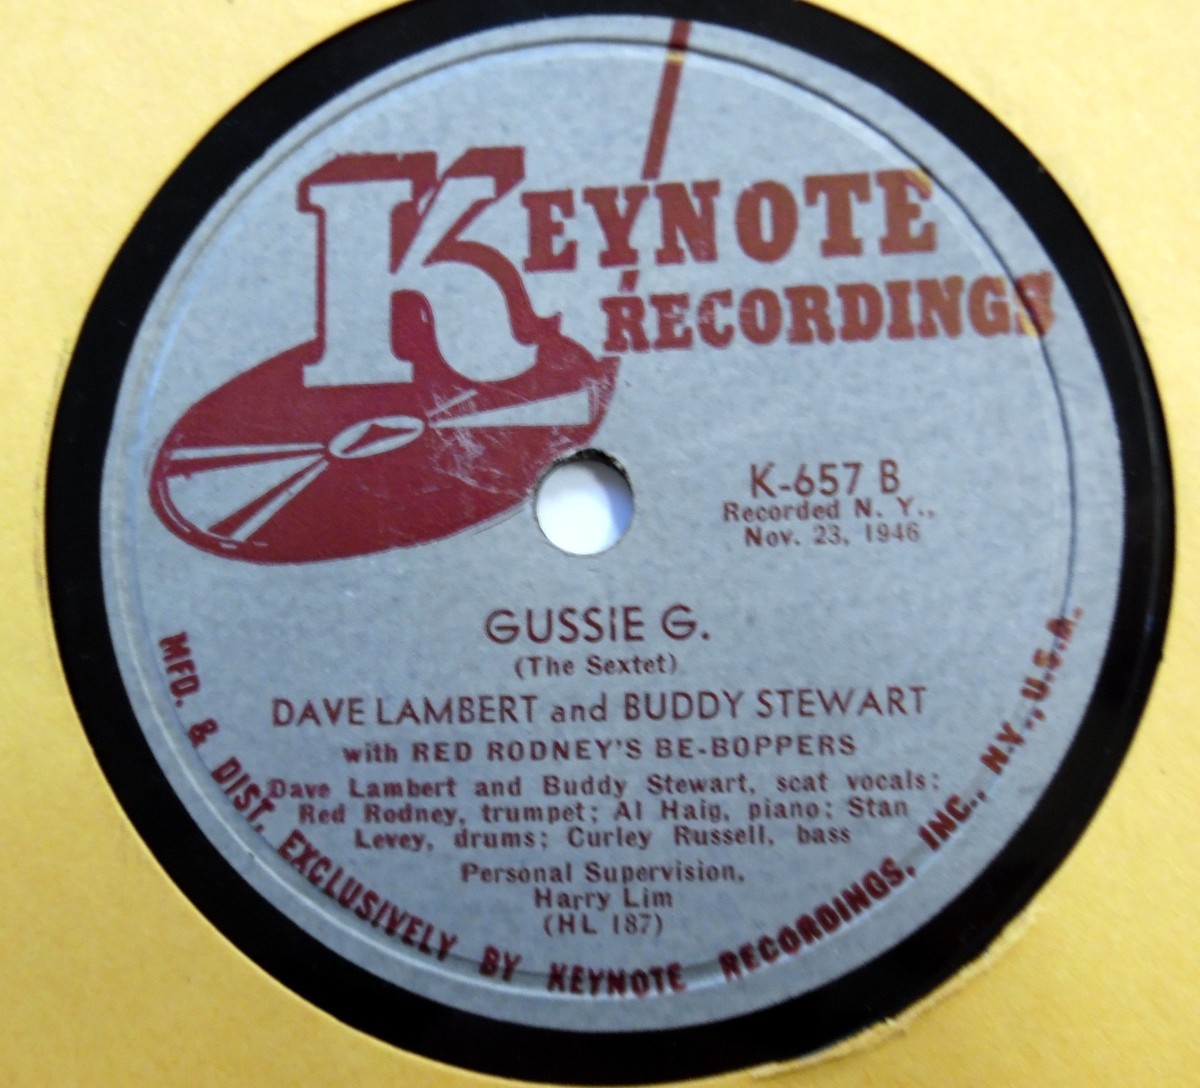 KEYNOTE
RECORDINGS
K-657 B
Recorded N. Y.,
Nov. 23, 1946
GUSSiE G.
(The Sextet)
DAVE LAMBERT and BUDDY STEWART
with RED RODNEY'S BE-BOPPERS
Dave Lambert and Buddy Stewart, scat vocals;
Red Rodney, trumpet; Al Haig, piano; Stan
Levey, drums; Curley Russell, bass
Personal Supervision,
Harry Lim
(HL 187)
MFD. & DIST. EXCLUSIVELY BY KEYNOTE RECORDINGS, INC., N.Y., U.S.A.